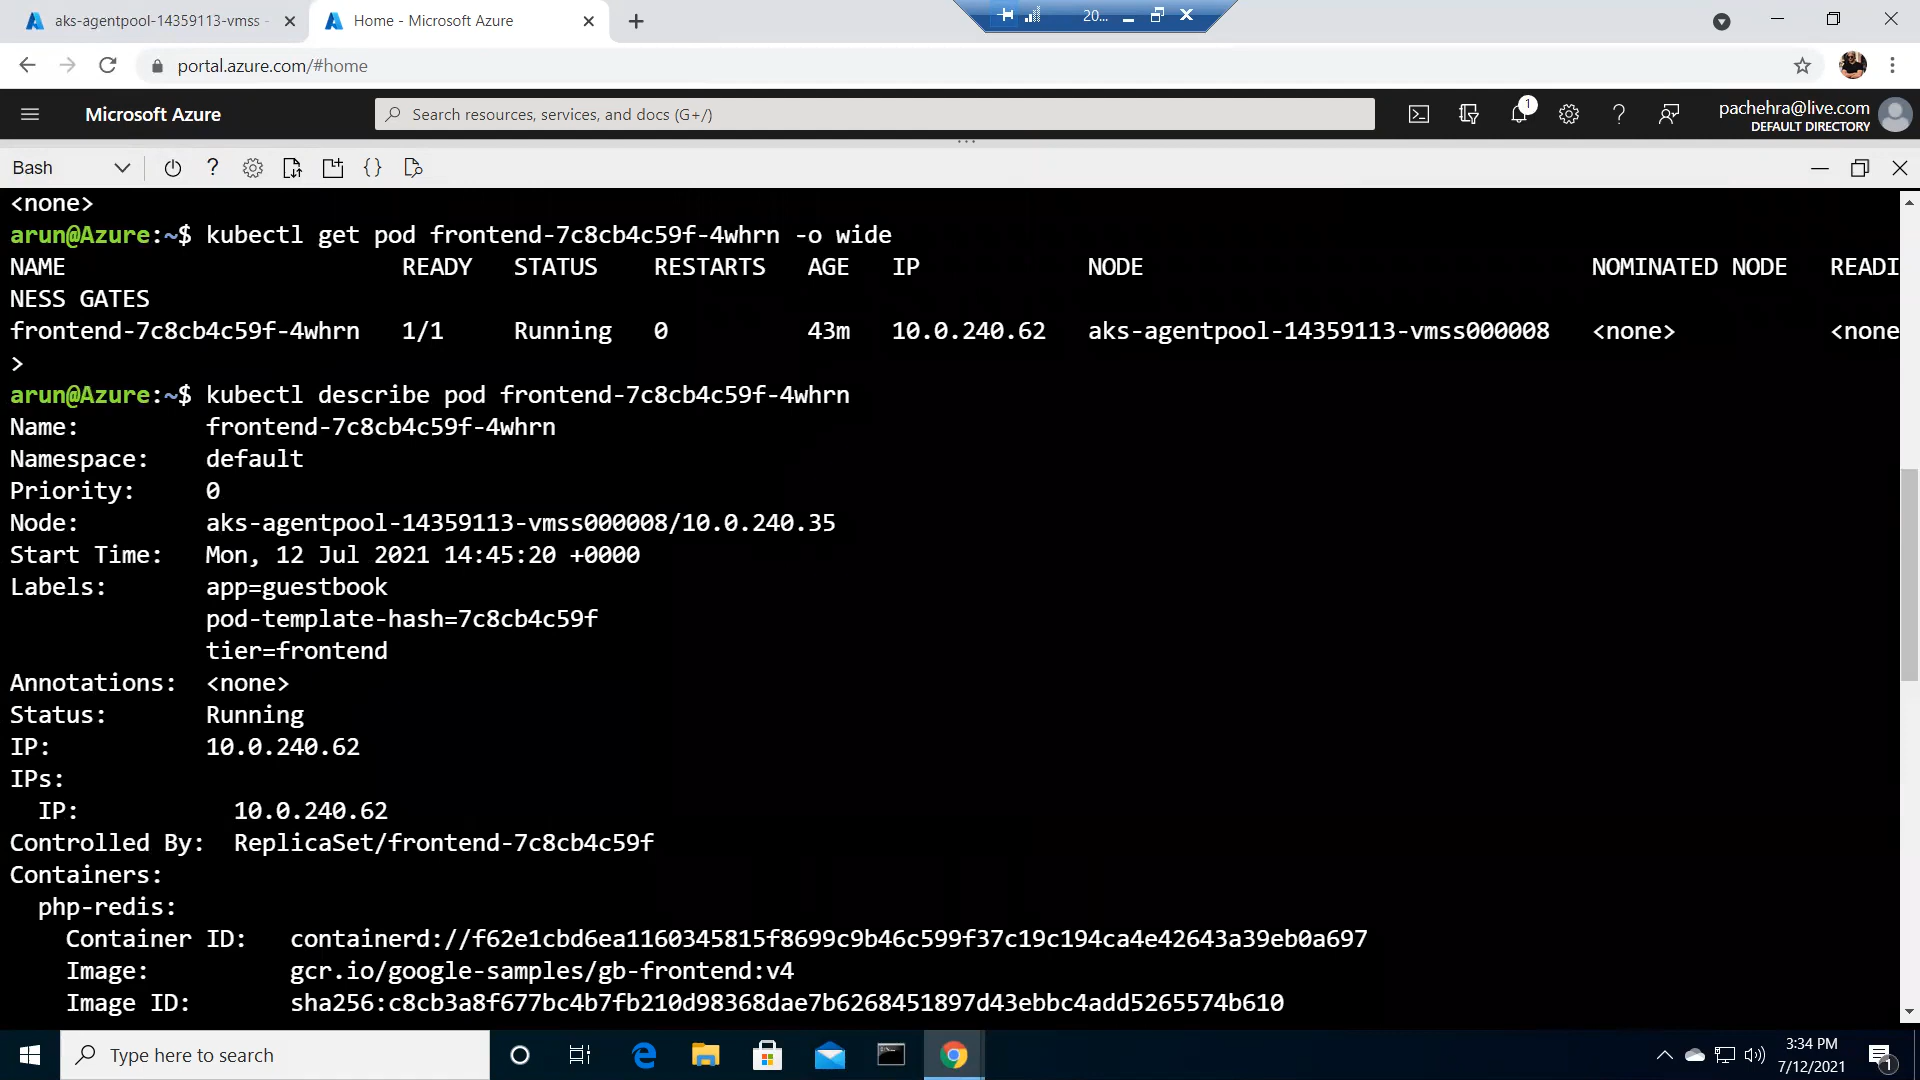 aks-agentpool-14359113-vmss -
Home - Microsoft Azure
20...
portal.azure.com/#home
Microsoft Azure
Search resources, services, and docs (G+/)
1
pachehra@live.com
DEFAULT DIRECTORY
Bash
<none>
arun@Azure:~$ kubectl get pod frontend-7c8cb4c59f-4whrn -o wide
NAME READY STATUS RESTARTS AGE IP NODE NOMINATED NODE READI
NESS GATES
frontend-7c8cb4c59f-4whrn 1/1 Running 0 43m 10.0.240.62 aks-agentpool-14359113-vmss000008 <none> <none
>
arun@Azure:~$ kubectl describe pod frontend-7c8cb4c59f-4whrn
Name: frontend-7c8cb4c59f-4whrn
Namespace: default
Priority: 0
Node: aks-agentpool-14359113-vmss000008/10.0.240.35
Start Time: Mon, 12 Jul 2021 14:45:20 +0000
Labels: app=guestbook
pod-template-hash=7c8cb4c59f
tier=frontend
Annotations: <none>
Status: Running
IP: 10.0.240.62
IPs:
IP: 10.0.240.62
Controlled By: ReplicaSet/frontend-7c8cb4c59f
Containers:
php-redis:
Container ID: containerd://f62e1cbd6ea1160345815f8699c9b46c599f37c19c194ca4e42643a39eb0a697
Image: gcr.io/google-samples/gb-frontend:v4
Image ID: sha256:c8cb3a8f677bc4b7fb210d98368dae7b6268451897d43ebbc4add5265574b610
Type here to search
3:34 PM
7/12/2021
1